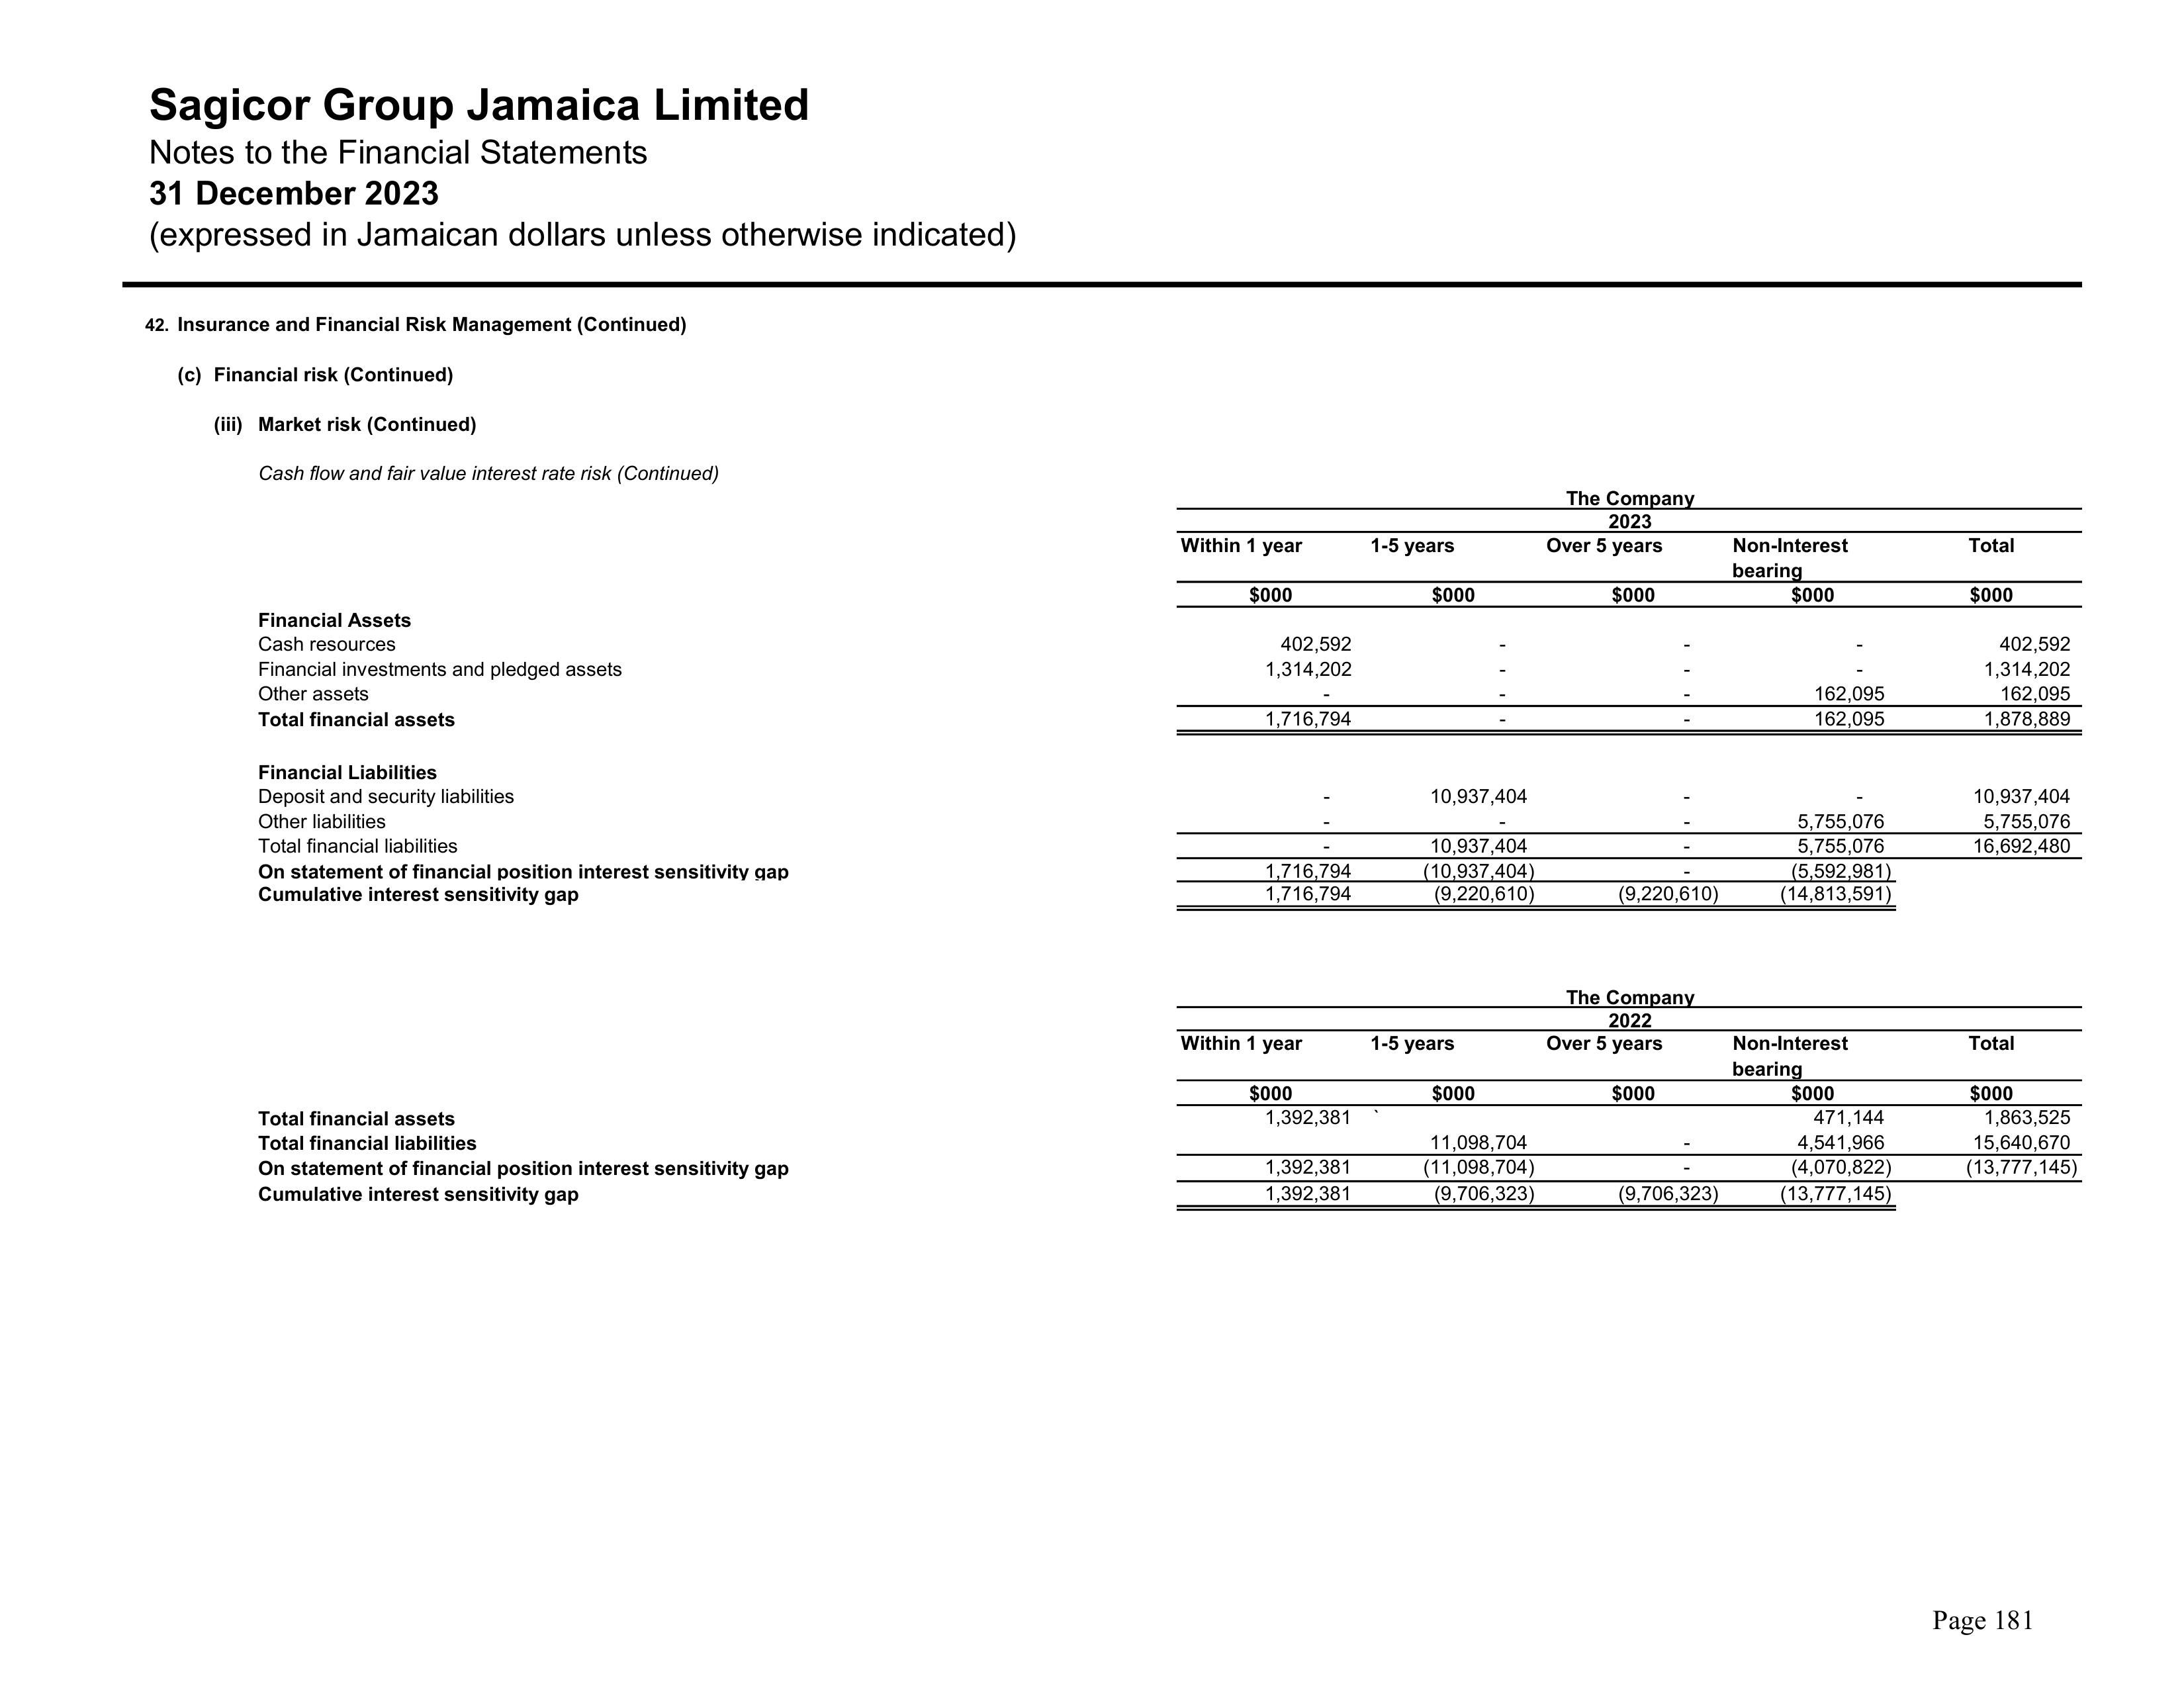 Sagicor Group Jamaica Limited
Notes to the Financial Statements
31 December 2023
(expressed in Jamaican dollars unless otherwise indicated)
42. Insurance and Financial Risk Management (Continued)
(c) Financial risk (Continued)
(iii) Market risk (Continued)
Cash flow and fair value interest rate risk (Continued)
The Company
2023
Within 1 year 1-5 years Over 5 years Non-Interest Total
bearing
$000 $000 $000 $000 $000
Financial Assets
Cash resources 402,592 - - - 402,592
Financial investments and pledged assets 1,314,202 - - - 1,314,202
Other assets - - - 162,095 162,095
Total financial assets 1,716,794 - - 162,095 1,878,889
Financial Liabilities
Deposit and security liabilities - 10,937,404 - - 10,937,404
Other liabilities - - - 5,755,076 5,755,076
Total financial liabilities - 10,937,404 - 5,755,076 16,692,480
On statement of financial position interest sensitivity gap 1,716,794 (10,937,404) - (5,592,981)
Cumulative interest sensitivity gap 1,716,794 (9,220,610) (9,220,610) (14,813,591)
The Company
2022
Within 1 year 1-5 years Over 5 years Non-Interest Total
bearing
$000 $000 $000 $000 $000
Total financial assets 1,392,381 ` 471,144 1,863,525
Total financial liabilities 11,098,704 - 4,541,966 15,640,670
On statement of financial position interest sensitivity gap 1,392,381 (11,098,704) - (4,070,822) (13,777,145)
Cumulative interest sensitivity gap 1,392,381 (9,706,323) (9,706,323) (13,777,145)
Page 181